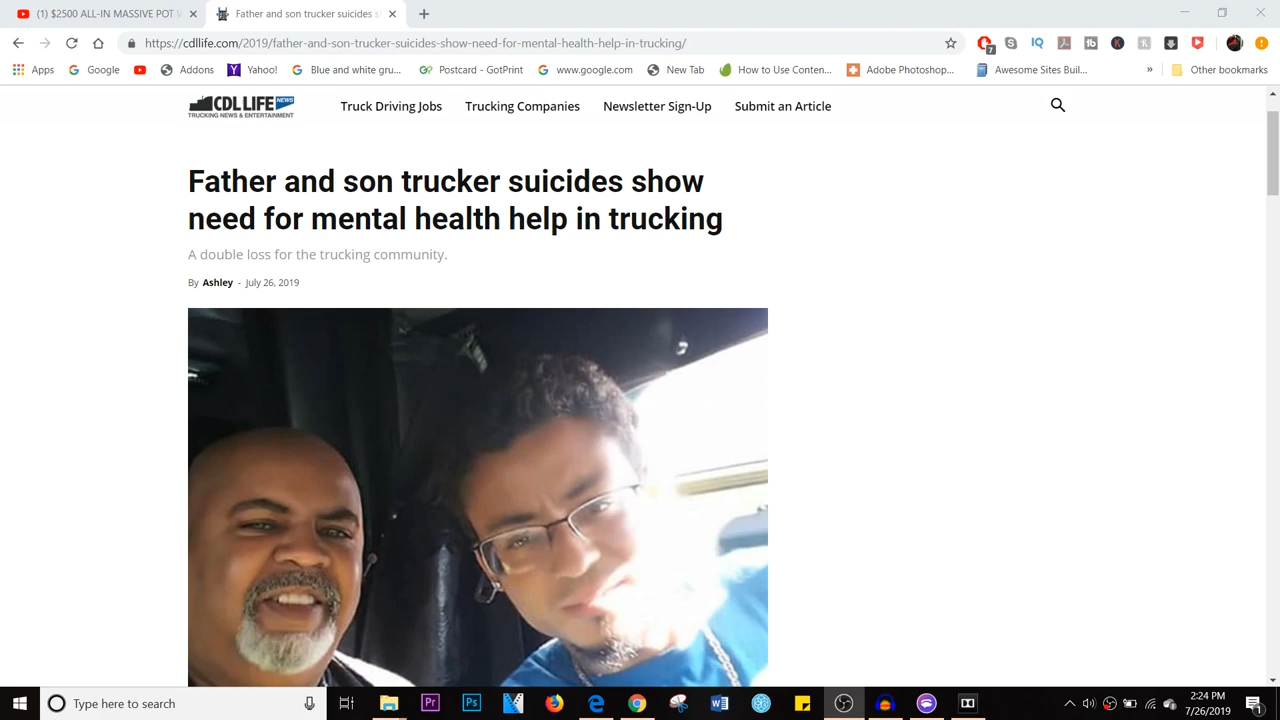 (1) $2500 ALL-IN MASSIVE POT V
Father and son trucker suicides s
https://cdllife.com/2019/father-and-son-trucker-suicides-show-need-for-mental-health-help-in-trucking/
7
IQ
Apps
Google
Addons
Yahoo!
Blue and white gru...
Postcard - GotPrint
www.google.com
New Tab
How to Use Conten...
Adobe Photoshop...
Awesome Sites Buil...
»
Other bookmarks
CDL LIFE NEWS
TRUCKING NEWS & ENTERTAINMENT
Truck Driving Jobs
Trucking Companies
Newsletter Sign-Up
Submit an Article
Father and son trucker suicides show
need for mental health help in trucking
A double loss for the trucking community.
By Ashley - July 26, 2019
Type here to search
Pr
Ps
2:24 PM
7/26/2019
1